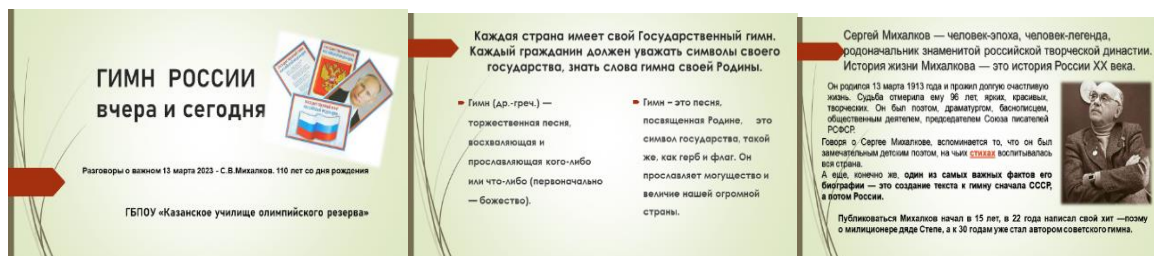 ГИМН РОССИИ
вчера и сегодня
Разговоры о важном 13 марта 2023 - С.В.Михалков. 110 лет со дня рождения
ГБПОУ «Казанское училище олимпийского резерва»
Каждая страна имеет свой Государственный гимн.
Каждый гражданин должен уважать символы своего
государства, знать слова гимна своей Родины.
Гимн (др.-греч.) —
торжественная песня,
восхваляющая и
прославляющая кого-либо
или что-либо (первоначально
— божество).
Гимн – это песня,
посвященная Родине, это
символ государства, такой
же, как герб и флаг. Он
прославляет могущество и
величие нашей огромной
страны.
Сергей Михалков — человек-эпоха, человек-легенда,
родоначальник знаменитой российской творческой династии.
История жизни Михалкова — это история России XX века.
Он родился 13 марта 1913 года и прожил долгую счастливую
жизнь. Судьба отмерила ему 96 лет, ярких, красивых,
творческих. Он был поэтом, драматургом, баснописцем,
общественным деятелем, председателем Союза писателей
РСФСР.
Говоря о Сергее Михалкове, вспоминается то, что он был
замечательным детским поэтом, на чьих стихах воспитывалась
вся страна.
А еще, конечно же, один из самых важных фактов его
биографии — это создание текста к гимну сначала СССР,
а потом России.
Публиковаться Михалков начал в 15 лет, в 22 года написал свой хит —поэму
о милиционере дяде Степе, а к 30 годам уже стал автором советского гимна.